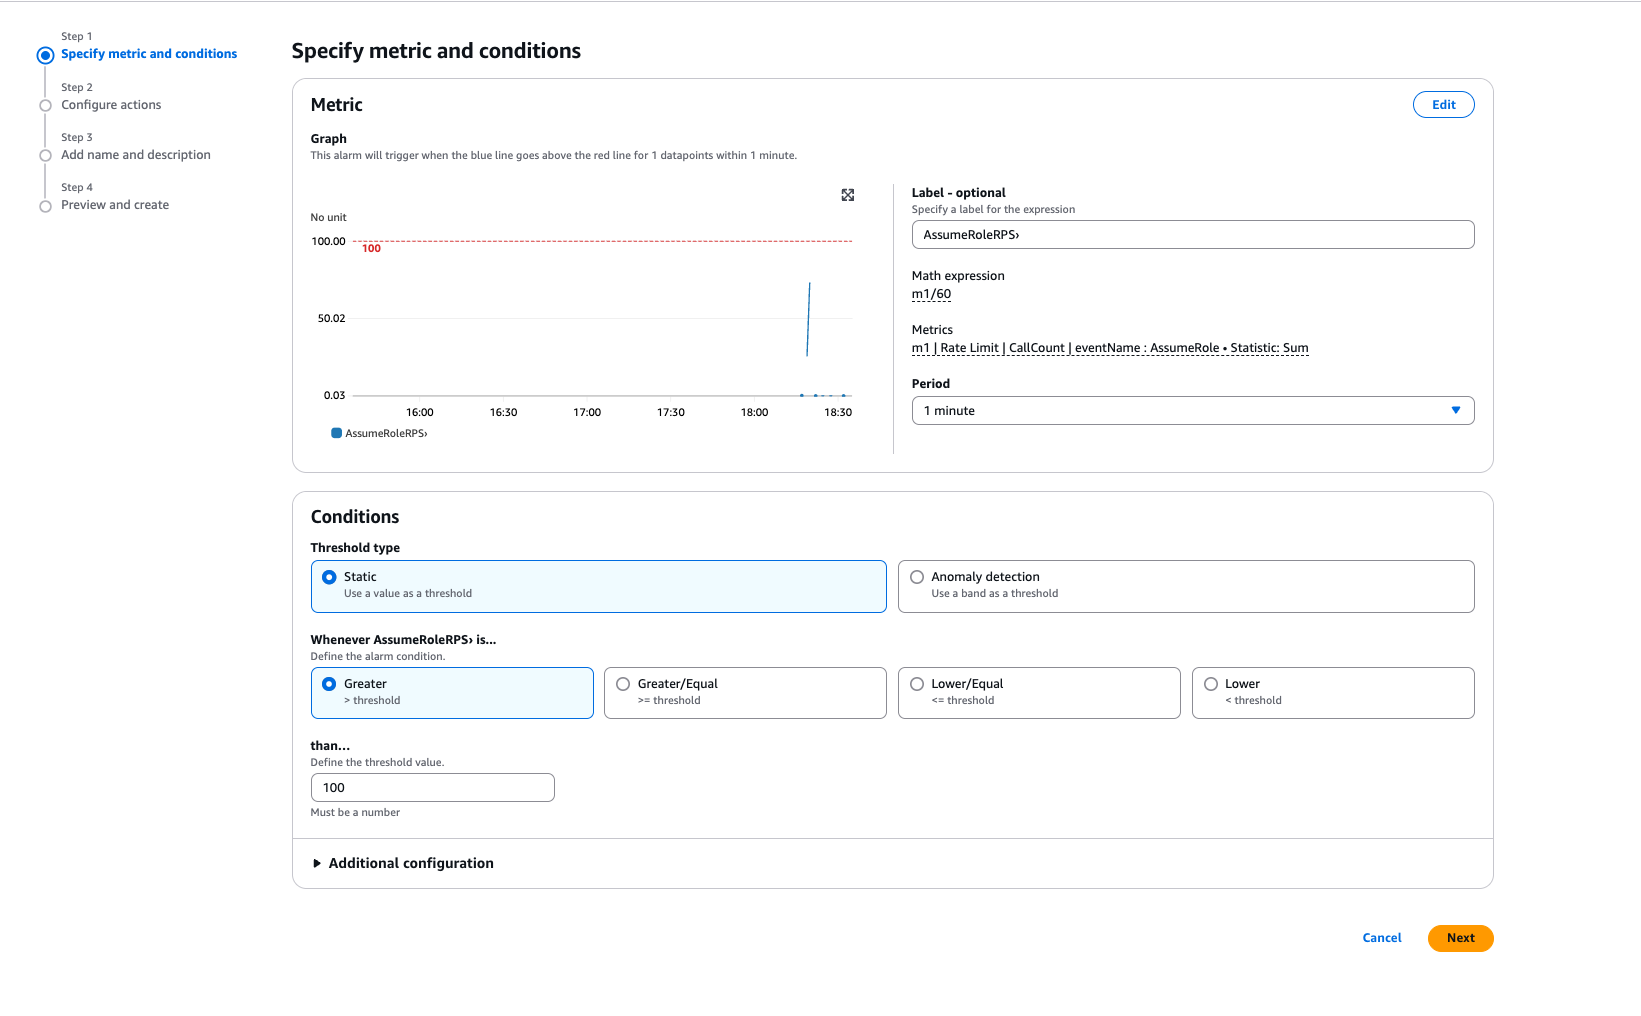 Step 1
Specify metric and conditions
Step 2
Configure actions
Step 3
Add name and description
Step 4
Preview and create
Specify metric and conditions
Metric
Edit
Graph
This alarm will trigger when the blue line goes above the red line for 1 datapoints within 1 minute.
No unit
100.00
100
50.02
0.03
16:00 16:30 17:00 17:30 18:00 18:30
AssumeRoleRPS›
Label - optional
Specify a label for the expression
AssumeRoleRPS›
Math expression
m1/60
Metrics
m1 | Rate Limit | CallCount | eventName : AssumeRole • Statistic: Sum
Period
1 minute
Conditions
Threshold type
Static
Use a value as a threshold
Anomaly detection
Use a band as a threshold
Whenever AssumeRoleRPS› is...
Define the alarm condition.
Greater
> threshold
Greater/Equal
>= threshold
Lower/Equal
<= threshold
Lower
< threshold
than...
Define the threshold value.
100
Must be a number
Additional configuration
Cancel
Next